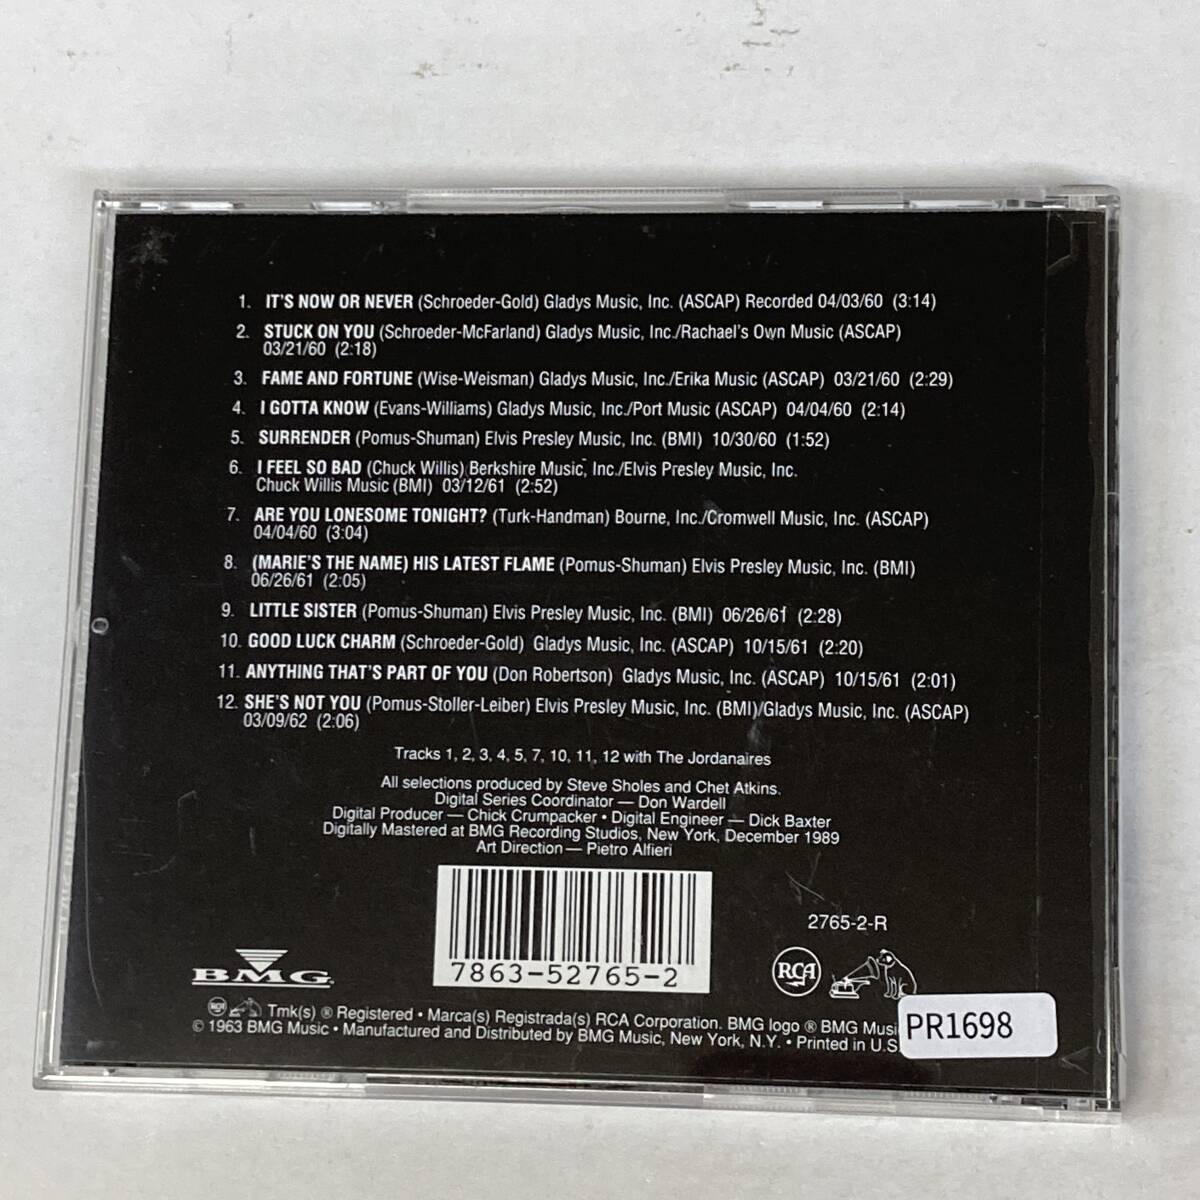 1. IT'S NOW OR NEVER (Schroeder-Gold) Gladys Music, Inc. (ASCAP) Recorded 04/03/60 (3:14)
2. STUCK ON YOU (Schroeder-McFarland) Gladys Music, Inc./Rachael's Own Music (ASCAP)
03/21/60 (2:18)
3. FAME AND FORTUNE (Wise-Weisman) Gladys Music, Inc./Erika Music (ASCAP) 03/21/60 (2:29)
4. I GOTTA KNOW (Evans-Williams) Gladys Music, Inc./Port Music (ASCAP) 04/04/60 (2:14)
5. SURRENDER (Pomus-Shuman) Elvis Presley Music, Inc. (BMI) 10/30/60 (1:52)
6. I FEEL SO BAD (Chuck Willis) Berkshire Music, Inc./Elvis Presley Music, Inc.
Chuck Willis Music (BMI) 03/12/61 (2:52)
7. ARE YOU LONESOME TONIGHT? (Turk-Handman) Bourne, Inc./Cromwell Music, Inc. (ASCAP)
04/04/60 (3:04)
8. (MARIE'S THE NAME) HIS LATEST FLAME (Pomus-Shuman) Elvis Presley Music, Inc. (BMI)
06/26/61 (2:05)
9. LITTLE SISTER (Pomus-Shuman) Elvis Presley Music, Inc. (BMI) 06/26/61 (2:28)
10. GOOD LUCK CHARM (Schroeder-Gold) Gladys Music, Inc. (ASCAP) 10/15/61 (2:20)
11. ANYTHING THAT'S PART OF YOU (Don Robertson) Gladys Music, Inc. (ASCAP) 10/15/61 (2:01)
12. SHE'S NOT YOU (Pomus-Stoller-Leiber) Elvis Presley Music, Inc. (BMI)/Gladys Music, Inc. (ASCAP)
03/09/62 (2:06)
Tracks 1, 2, 3, 4, 5, 7, 10, 11, 12 with The Jordanaires
All selections produced by Steve Sholes and Chet Atkins.
Digital Series Coordinator — Don Wardell
Digital Producer — Chick Crumpacker • Digital Engineer — Dick Baxter
Digitally Mastered at BMG Recording Studios, New York, December 1989
Art Direction — Pietro Alfieri
2765-2-R
BMG
7863-52765-2
RCA
RCA Tmk(s) ® Registered • Marca(s) Registrada(s) RCA Corporation. BMG logo ® BMG Musi
© 1963 BMG Music • Manufactured and Distributed by BMG Music, New York, N.Y. • Printed in U.S
PR1698